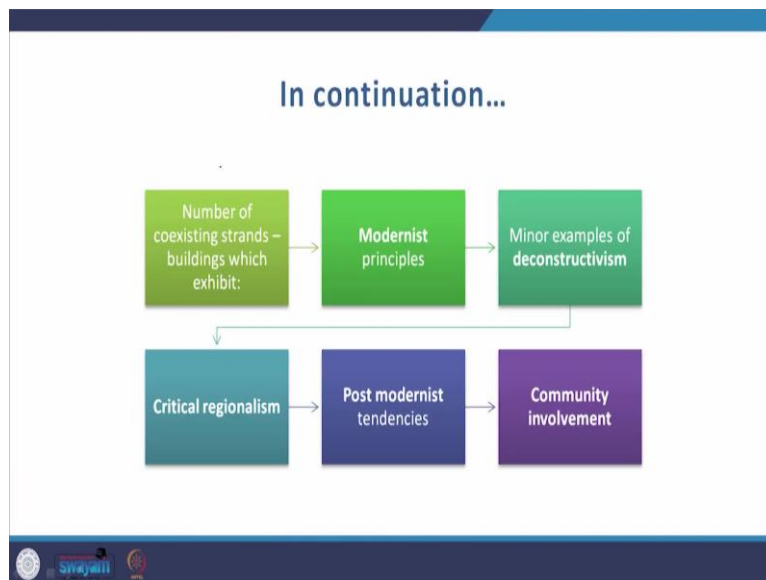 In continuation...
Number of
coexisting strands –
buildings which
exhibit:
Modernist
principles
Minor examples of
deconstructivism
Critical regionalism
Post modernist
tendencies
Community
involvement
swayam